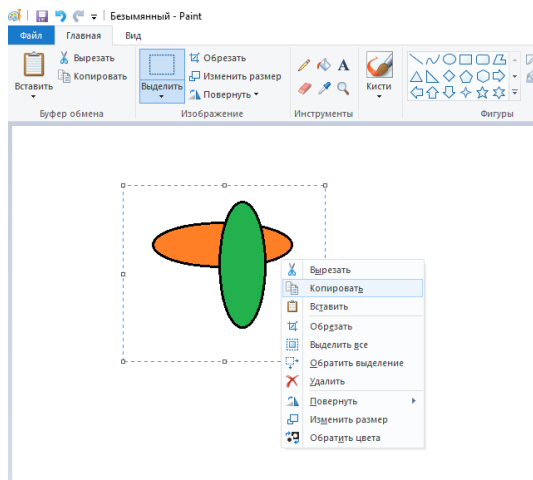 Безымянный - Paint
Файл Главная Вид
Вставить
Вырезать
Копировать
Буфер обмена
Выделить
Обрезать
Изменить размер
Повернуть
Изображение
A
Инструменты
Кисти
Фигуры
Вырезать
Копировать
Вставить
Обрезать
Выделить все
Обратить выделение
Удалить
Повернуть
Изменить размер
Обратить цвета